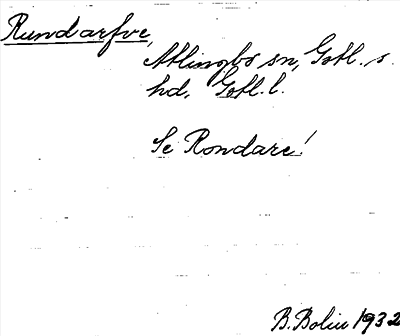 Rundarfve,
Atlingbo sn, Gotl. s.
hd, Gotl. l.
Se Rondare!
B. Bolin 1932